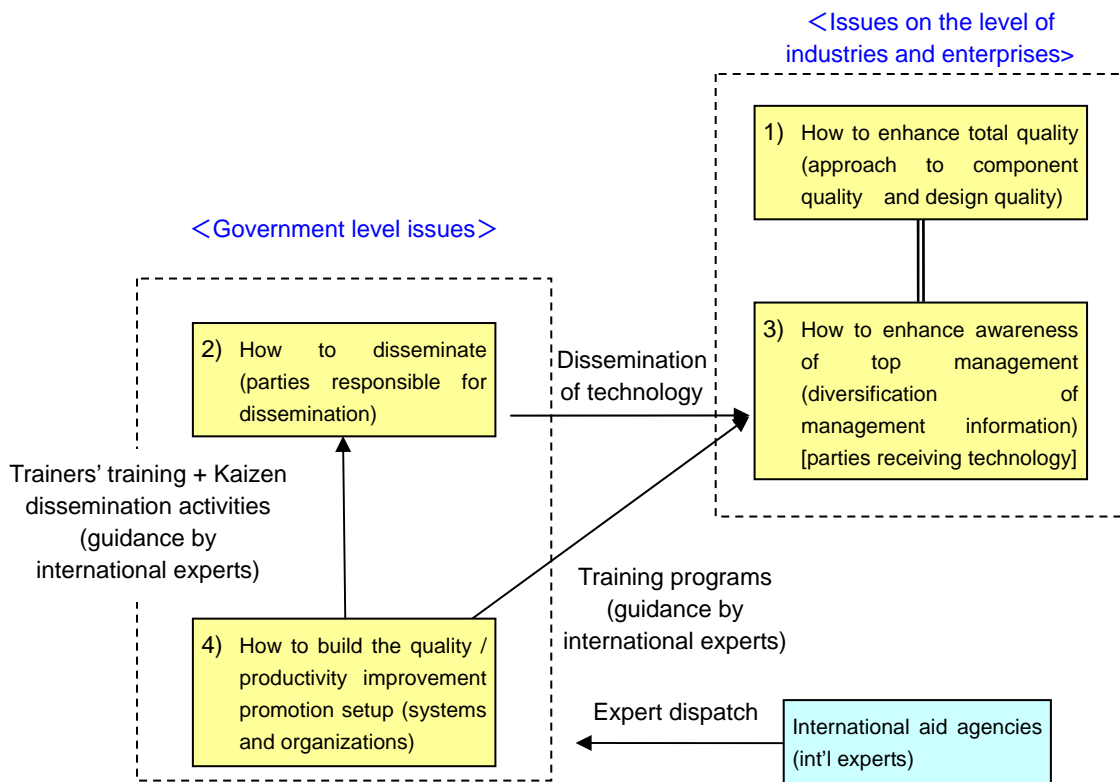 ＜Issues on the level of
industries and enterprises>
1) How to enhance total quality
(approach to component
quality and design quality)
＜Government level issues＞
2) How to disseminate
(parties responsible for
dissemination)
Dissemination
of technology
3) How to enhance awareness
of top management
(diversification of
management information)
[parties receiving technology]
Trainers’ training + Kaizen
dissemination activities
(guidance by
international experts)
Training programs
(guidance by
international experts)
4) How to build the quality /
productivity improvement
promotion setup (systems
and organizations)
Expert dispatch
International aid agencies
(int’l experts)